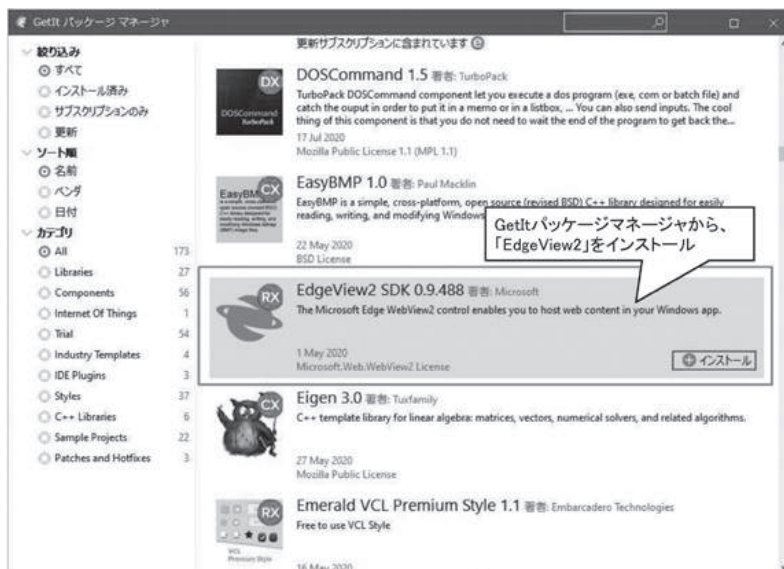 GetIt パッケージ マネージャ
絞り込み
すべて
インストール済み
サブスクリプションのみ
更新
ソート順
名前
ベンダ
日付
カテゴリ
All 173
Libraries 27
Components 56
Internet Of Things 1
Trial 54
Industry Templates 4
IDE Plugins 3
Styles 37
C++ Libraries 6
Sample Projects 22
Patches and Hotfixes 3
更新サブスクリプションに含まれています
DX
DOSCommand
TurboPack
DOSCommand 1.5 著者: TurboPack
TurboPack DOSCommand component let you execute a dos program (exe, com or batch file) and
catch the ouput in order to put it in a memo or in a listbox, ... You can also send inputs. The cool
thing of this component is that you do not need to wait the end of the program to get back the...
17 Jul 2020
Mozilla Public License 1.1 (MPL 1.1)
CX
EasyBMP 1.0 著者: Paul Macklin
EasyBMP is a simple, cross-platform, open source (revised BSD) C++ library designed for easily
reading, writing, and modifying Windows
22 May 2020
BSD License
GetItパッケージマネージャから、
「EdgeView2」をインストール
RX
EdgeView2 SDK 0.9.488 著者: Microsoft
The Microsoft Edge WebView2 control enables you to host web content in your Windows app.
1 May 2020
Microsoft.Web.WebView2 License
インストール
CX
Eigen 3.0 著者: Tuxfamily
C++ template library for linear algebra: matrices, vectors, numerical solvers, and related algorithms.
27 May 2020
Mozilla Public License
RX
VCL
Premium Style
Emerald VCL Premium Style 1.1 著者: Embarcadero Technologies
Free to use VCL Style
16 May 2020